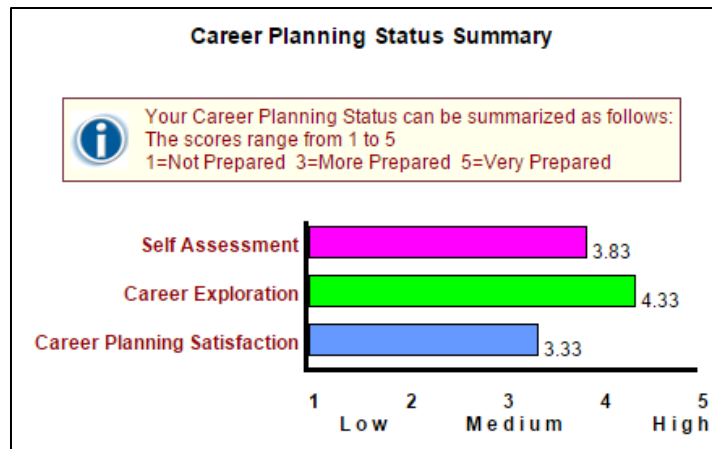 Career Planning Status Summary
Your Career Planning Status can be summarized as follows:
The scores range from 1 to 5
1=Not Prepared 3=More Prepared 5=Very Prepared
Self Assessment 3.83
Career Exploration 4.33
Career Planning Satisfaction 3.33
1 2 3 4 5
Low Medium High